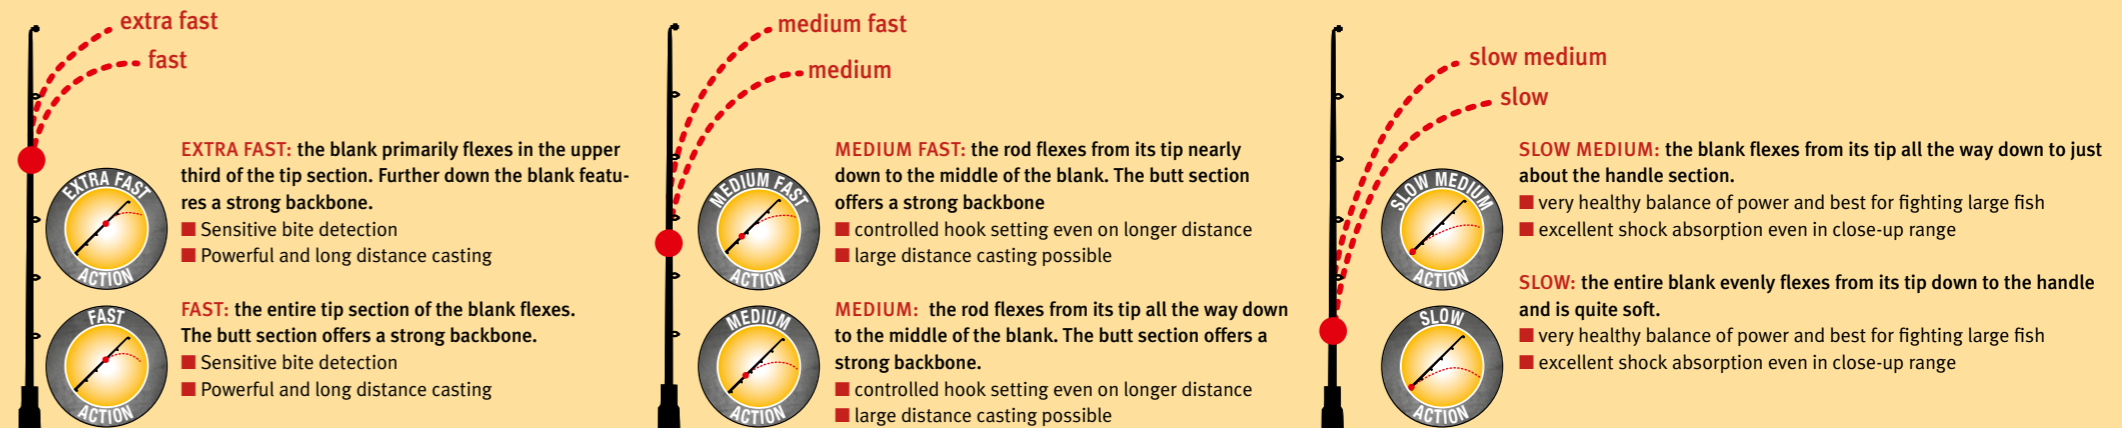 extra fast
fast
EXTRA FAST: the blank primarily flexes in the upper
third of the tip section. Further down the blank featu-
res a strong backbone.
■ Sensitive bite detection
■ Powerful and long distance casting
EXTRA FAST
ACTION
FAST: the entire tip section of the blank flexes.
The butt section offers a strong backbone.
■ Sensitive bite detection
■ Powerful and long distance casting
FAST
ACTION
medium fast
medium
MEDIUM FAST: the rod flexes from its tip nearly
down to the middle of the blank. The butt section
offers a strong backbone
■ controlled hook setting even on longer distance
■ large distance casting possible
MEDIUM FAST
ACTION
MEDIUM: the rod flexes from its tip all the way down
to the middle of the blank. The butt section offers a
strong backbone.
■ controlled hook setting even on longer distance
■ large distance casting possible
MEDIUM
ACTION
slow medium
slow
SLOW MEDIUM: the blank flexes from its tip all the way down to just
about the handle section.
■ very healthy balance of power and best for fighting large fish
■ excellent shock absorption even in close-up range
SLOW MEDIUM
ACTION
SLOW: the entire blank evenly flexes from its tip down to the handle
and is quite soft.
■ very healthy balance of power and best for fighting large fish
■ excellent shock absorption even in close-up range
SLOW
ACTION